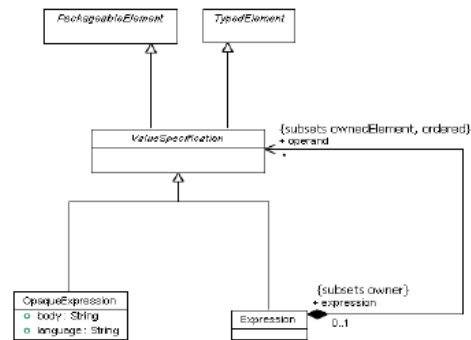 PackageableElement
TypedElement
{subsets ownedElement, ordered}
+ operand
*
ValueSpecification
{subsets owner}
+ expression
0..1
OpaqueExpression
body : String
language : String
Expression